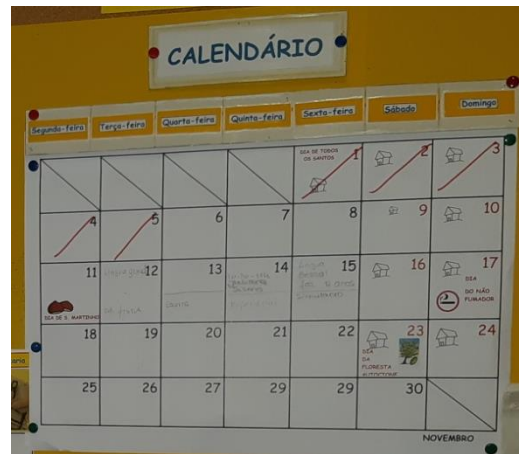 CALENDÁRIO
Segunda-feira Terça-feira Quarta-feira Quinta-feira Sexta-feira Sábado Domingo
DIA DE TODOS
OS SANTOS
1 2 3
4 5 6 7 8 9 10
11 12 13 14 15 16 17
DIA DE S. MARTINHO
DIA
DO NÃO
FUMADOR
18 19 20 21 22 23 24
DIA
DA
FLORESTA
AUTÓCTONE
25 26 27 29 29 30
NOVEMBRO